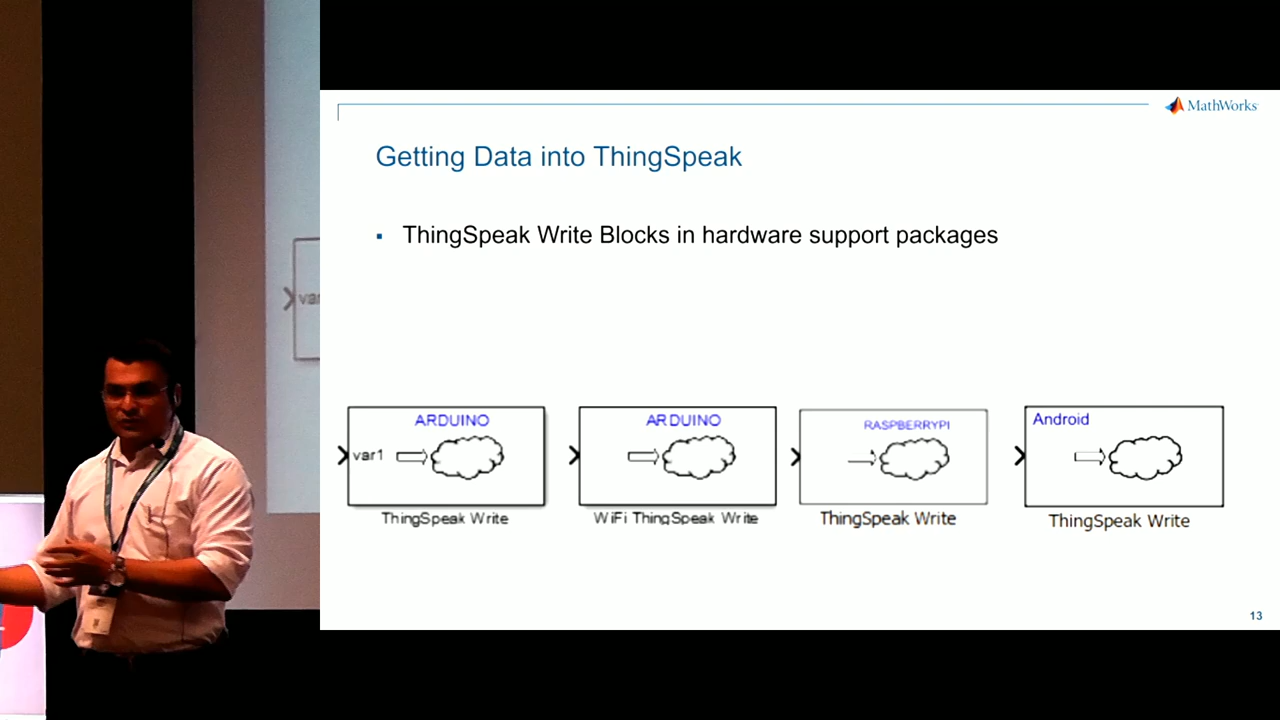 MathWorks
Getting Data into ThingSpeak
▪ ThingSpeak Write Blocks in hardware support packages
ARDUINO
var1
ThingSpeak Write
ARDUINO
WiFi ThingSpeak Write
RASPBERRYPI
ThingSpeak Write
Android
ThingSpeak Write
13